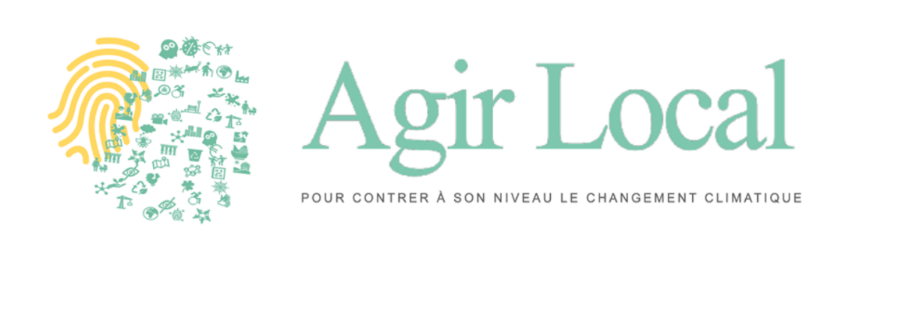 Agir Local
POUR CONTRER À SON NIVEAU LE CHANGEMENT CLIMATIQUE